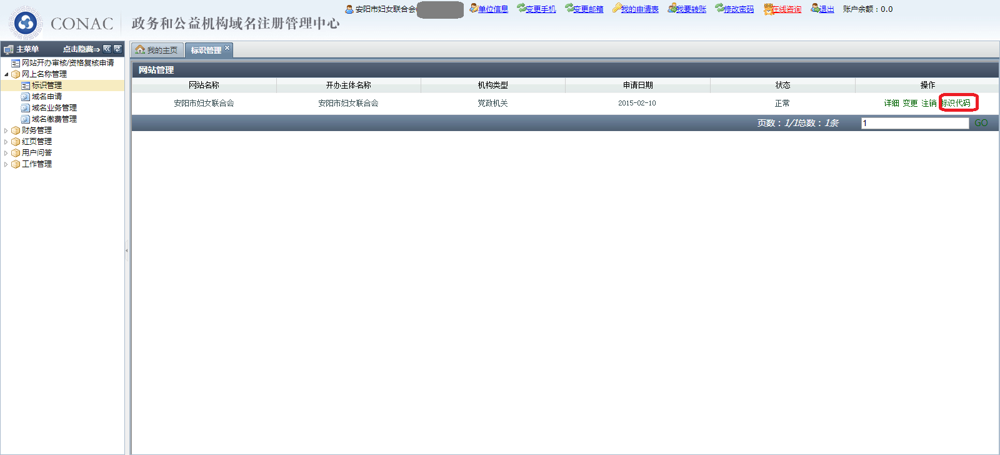 安阳市妇女联合会 单位信息 变更手机 变更邮箱 我的申请表 我要转账 修改密码 在线咨询 退出 账户余额：0.0
CONAC 政务和公益机构域名注册管理中心
主菜单 点击隐藏⇒
我的主页 标识管理
网站开办审核/资格复核申请
网上名称管理
标识管理
域名申请
域名业务管理
域名缴费管理
财务管理
红页管理
用户问答
工作管理
网站管理
网站名称 开办主体名称 机构类型 申请日期 状态 操作
安阳市妇女联合会 安阳市妇女联合会 党政机关 2015-02-10 正常 详细 变更 注销 标识代码
页数：1/1总数：1条 1 GO